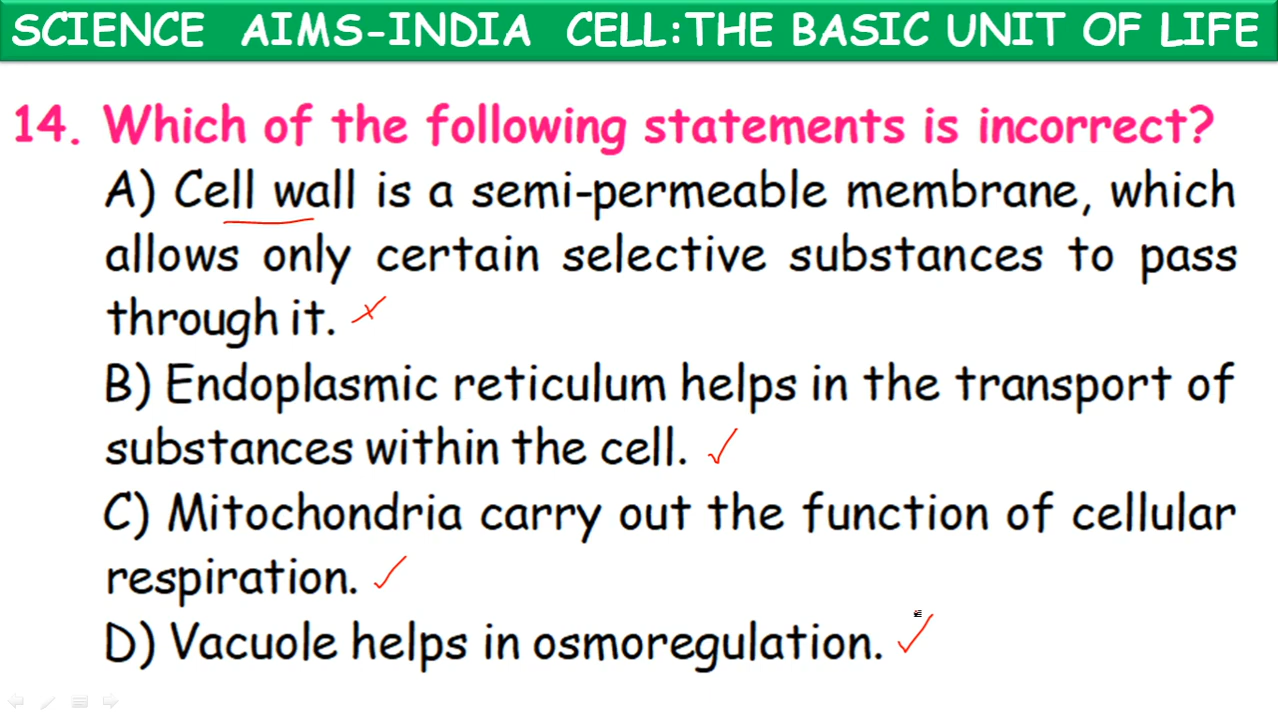 SCIENCE AIMS-INDIA CELL:THE BASIC UNIT OF LIFE
14. Which of the following statements is incorrect?
A) Cell wall is a semi-permeable membrane, which
allows only certain selective substances to pass
through it.
B) Endoplasmic reticulum helps in the transport of
substances within the cell.
C) Mitochondria carry out the function of cellular
respiration.
D) Vacuole helps in osmoregulation.